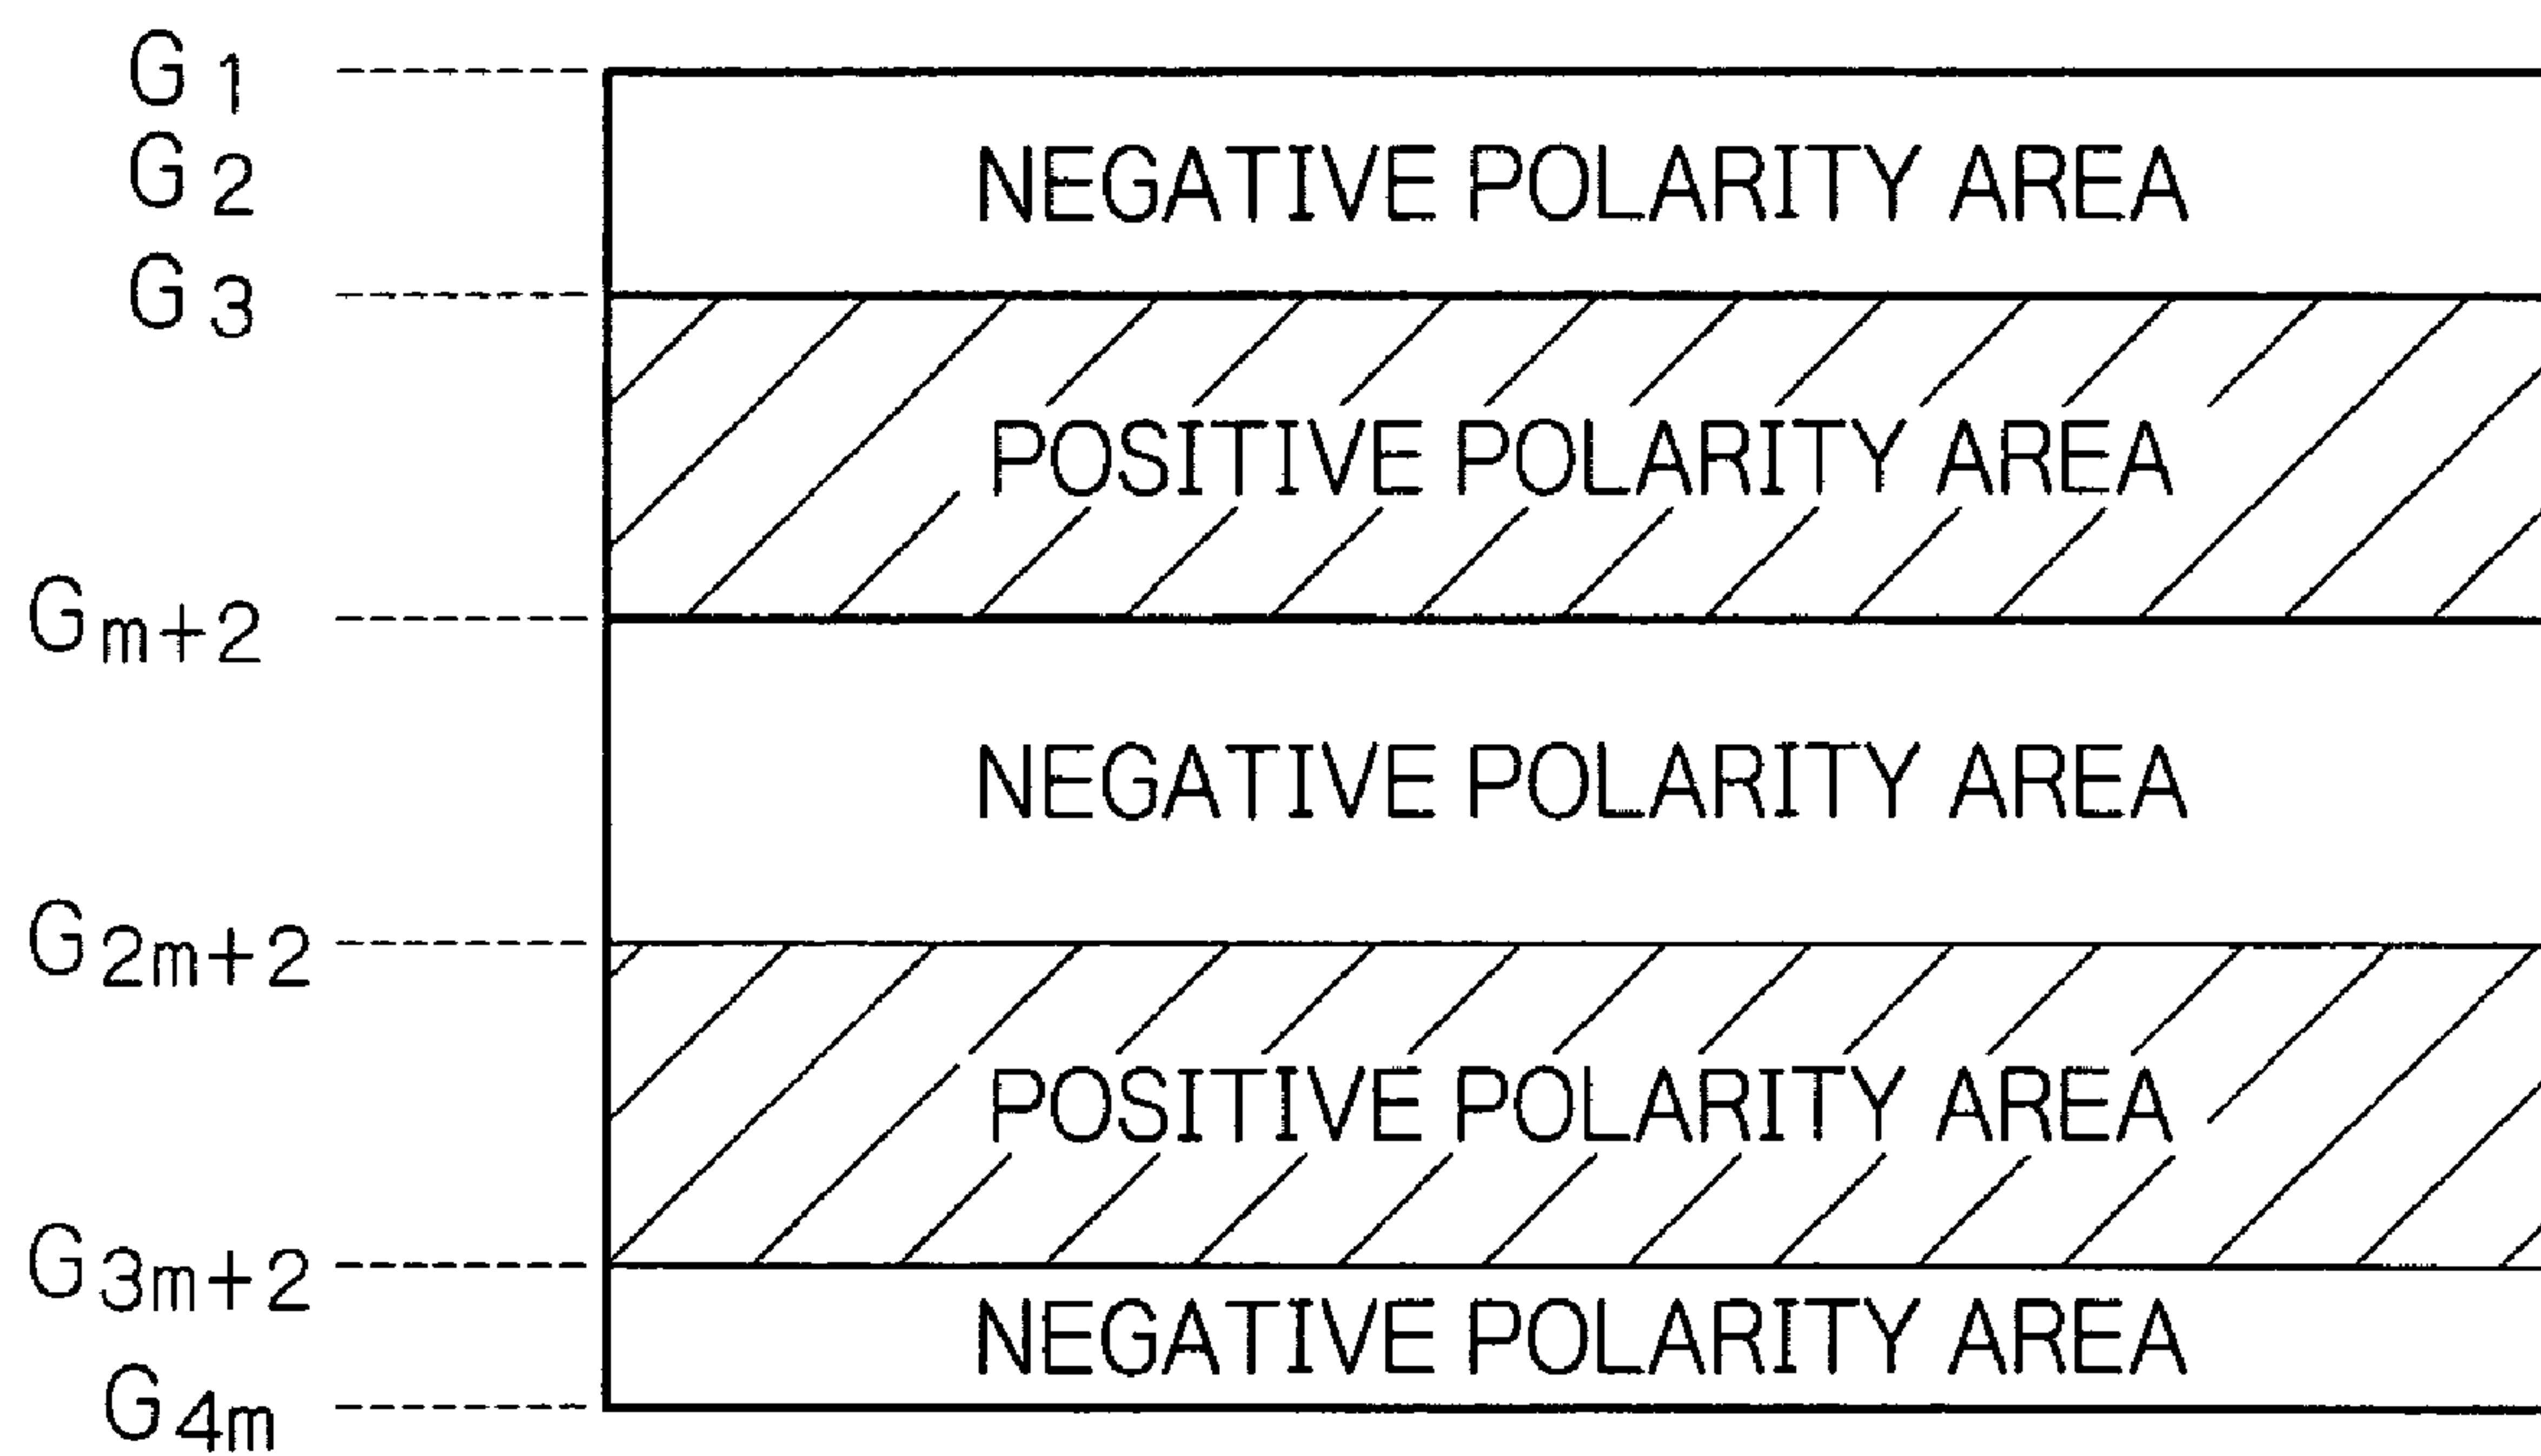 G1
G2
NEGATIVE POLARITY AREA
G3
POSITIVE POLARITY AREA
Gm+2
NEGATIVE POLARITY AREA
G2m+2
POSITIVE POLARITY AREA
G3m+2
NEGATIVE POLARITY AREA
G4m